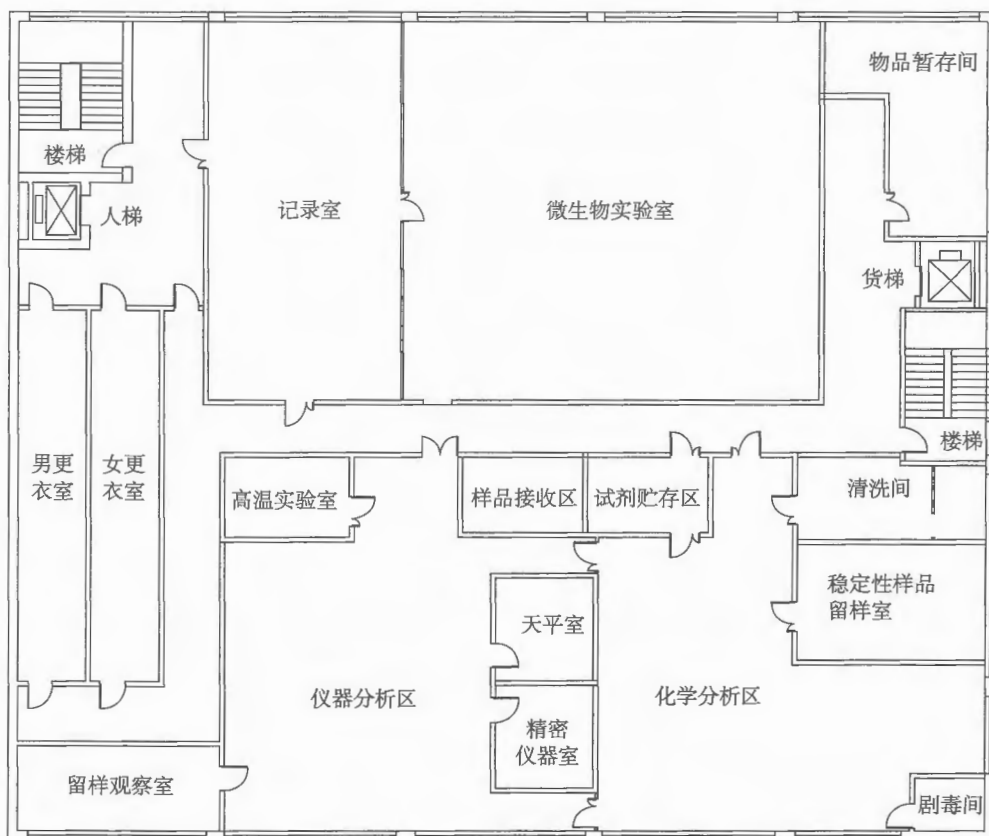 物品暂存间
楼梯
人梯
记录室
微生物实验室
货梯
楼梯
男更
衣室
女更
衣室
高温实验室
样品接收区
试剂贮存区
清洗间
稳定性样品
留样室
天平室
仪器分析区
化学分析区
精密
仪器室
留样观察室
剧毒间